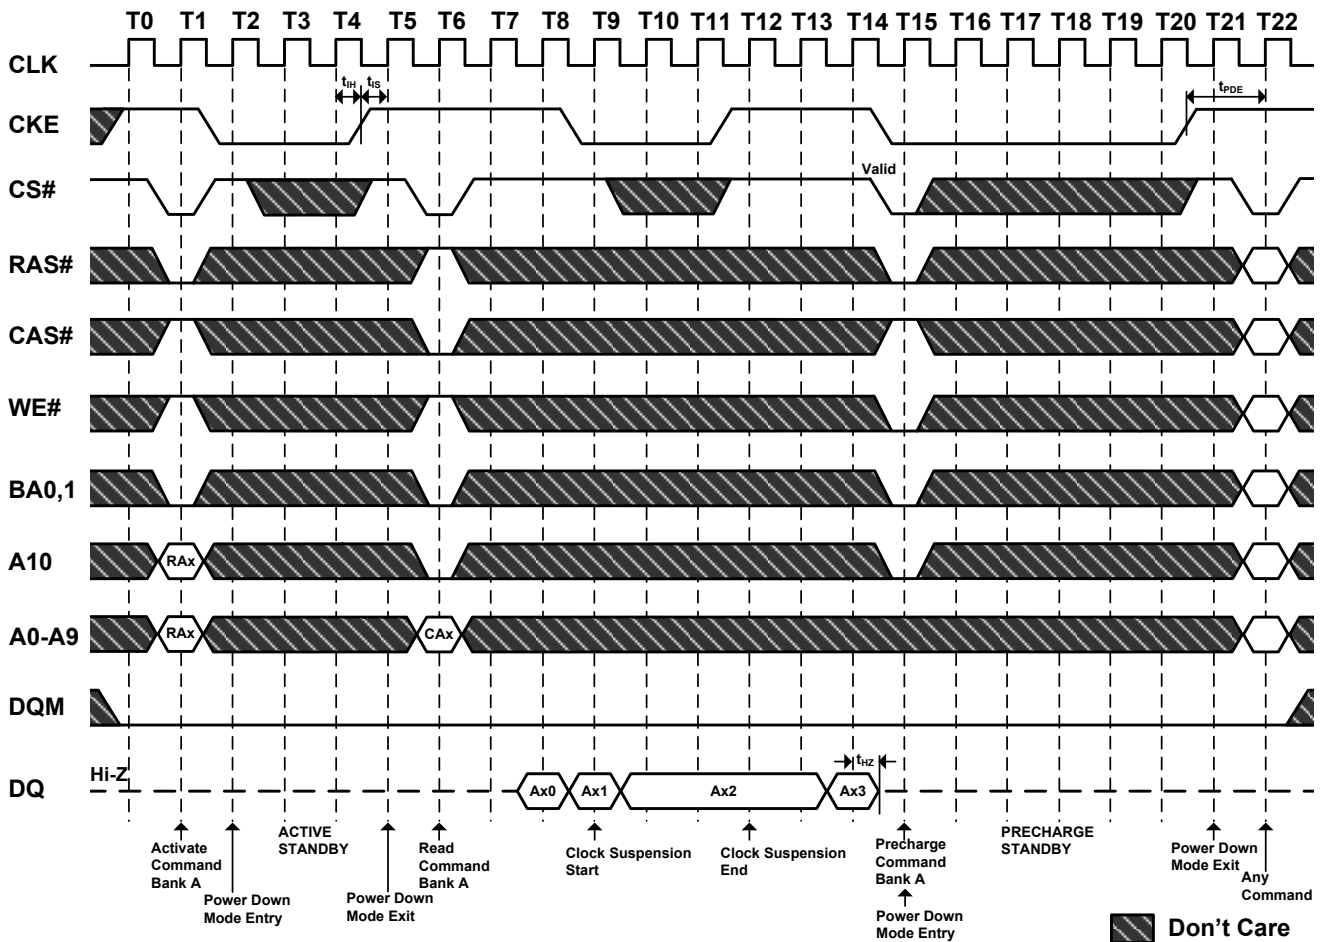 T0 T1 T2 T3 T4 T5 T6 T7 T8 T9 T10 T11 T12 T13 T14 T15 T16 T17 T18 T19 T20 T21 T22
CLK
tIH tIS
tPDE
CKE
Valid
CS#
RAS#
CAS#
WE#
BA0,1
A10
RAx
A0-A9
RAx
CAx
DQM
Hi-Z
tHZ
DQ
Ax0 Ax1 Ax2 Ax3
Activate
Command
Bank A
Power Down
Mode Entry
ACTIVE
STANDBY
Power Down
Mode Exit
Read
Command
Bank A
Clock Suspension
Start
Clock Suspension
End
Precharge
Command
Bank A
Power Down
Mode Entry
PRECHARGE
STANDBY
Power Down
Mode Exit
Any
Command
Don't Care